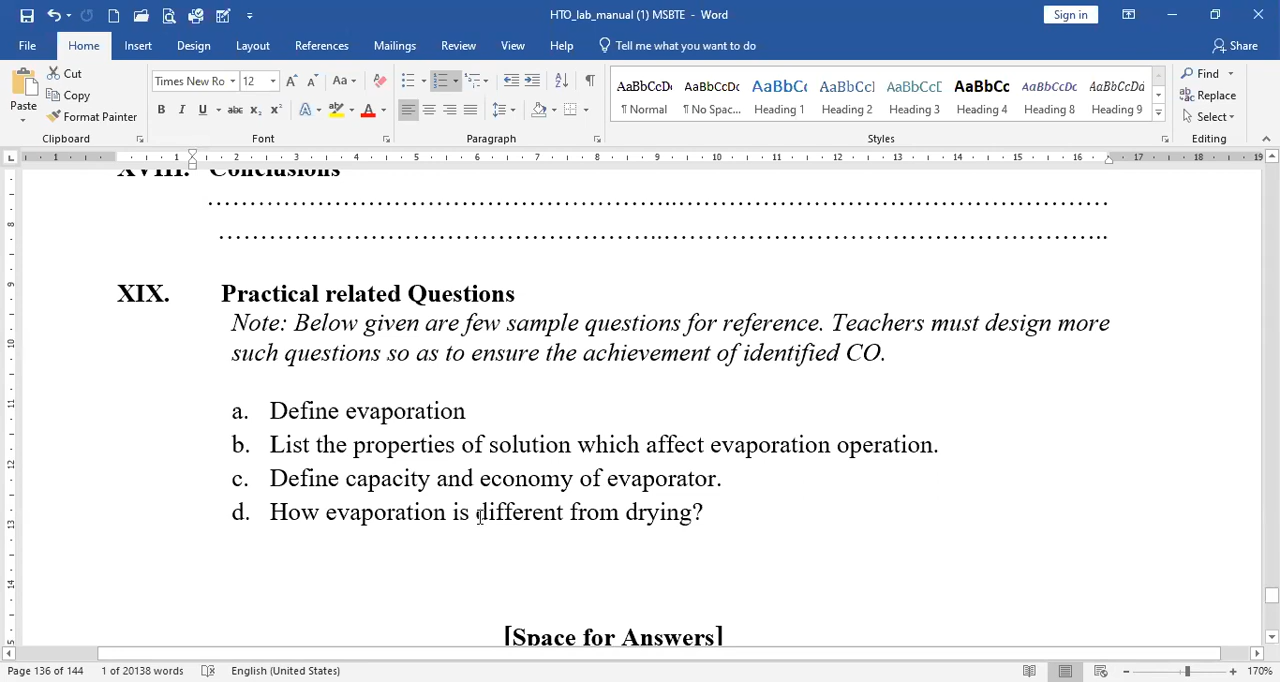 HTO_lab_manual (1) MSBTE - Word
Sign in
File Home Insert Design Layout References Mailings Review View Help Tell me what you want to do Share
Paste
Cut
Copy
Format Painter
Clipboard
Times New Ro 12
Font
Paragraph
AaBbCcDc AaBbCcDc AaBbCc AaBbCcl AaBbCcD AaBbCc AaBbCcDc AaBbCcDc
¶ Normal ¶ No Spac... Heading 1 Heading 2 Heading 3 Heading 4 Heading 8 Heading 9
Styles
Find
Replace
Select
Editing
XVIII. Conclusions
XIX. Practical related Questions
Note: Below given are few sample questions for reference. Teachers must design more
such questions so as to ensure the achievement of identified CO.
a. Define evaporation
b. List the properties of solution which affect evaporation operation.
c. Define capacity and economy of evaporator.
d. How evaporation is different from drying?
[Space for Answers]
Page 136 of 144 1 of 20138 words English (United States) 170%